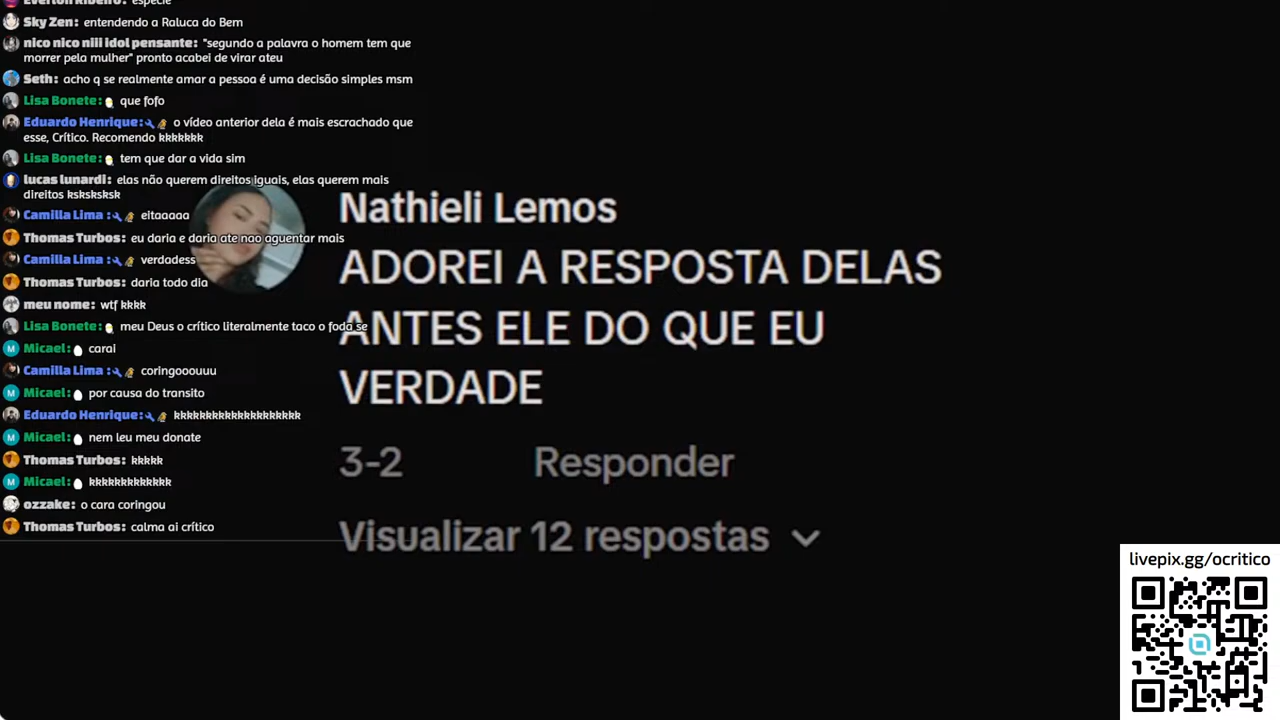 Everton Ribeiro: espécie
Sky Zen: entendendo a Raluca do Bem
nico nico niii idol pensante: "segundo a palavra o homem tem que
morrer pela mulher" pronto acabei de virar ateu
Seth: acho q se realmente amar a pessoa é uma decisão simples msm
Lisa Bonete: que fofo
Eduardo Henrique: o vídeo anterior dela é mais escrachado que
esse, Crítico. Recomendo kkkkkkk
Lisa Bonete: tem que dar a vida sim
lucas lunardi: elas não querem direitos iguais, elas querem mais
direitos ksksksksk
Camilla Lima : eitaaaaa
Thomas Turbos: eu daria e daria ate nao aguentar mais
Camilla Lima : verdadess
Thomas Turbos: daria todo dia
meu nome: wtf kkkk
Lisa Bonete: meu Deus o crítico literalmente taco o foda se
Micael: carai
Camilla Lima : coringooouuu
Micael: por causa do transito
Eduardo Henrique: kkkkkkkkkkkkkkkkkkk
Micael: nem leu meu donate
Thomas Turbos: kkkkk
Micael: kkkkkkkkkkkkk
ozzake: o cara coringou
Thomas Turbos: calma ai crítico
Nathieli Lemos
ADOREI A RESPOSTA DELAS
ANTES ELE DO QUE EU
VERDADE
3-2 Responder
Visualizar 12 respostas
livepix.gg/ocritico